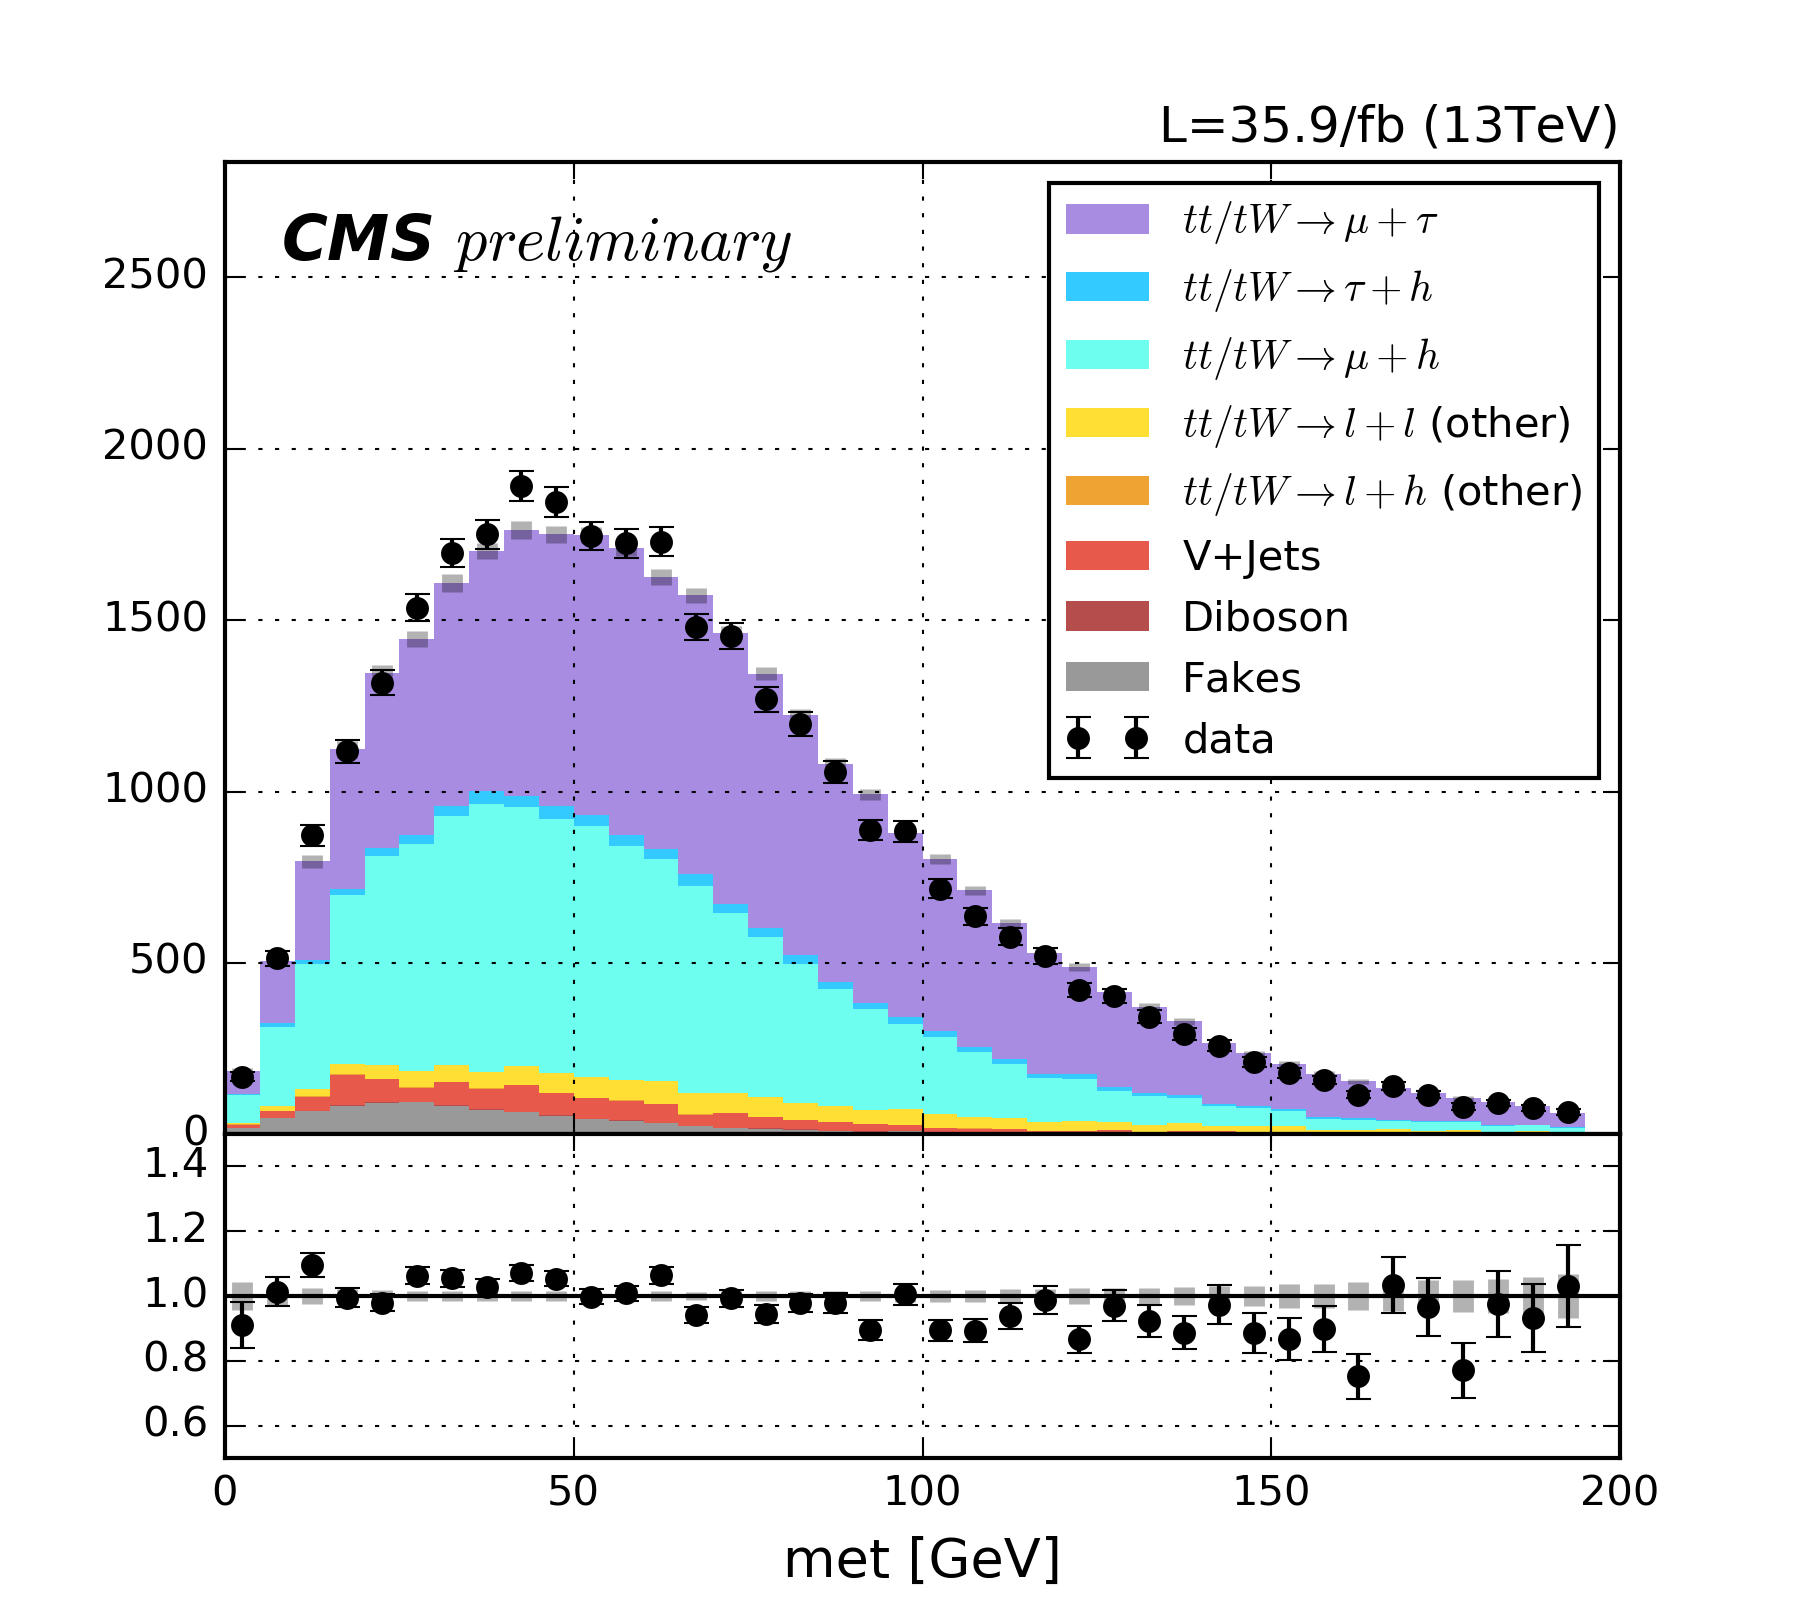 L=35.9/fb (13TeV)
CMS preliminary
tt/tW → μ + τ
tt/tW → τ + h
tt/tW → μ + h
tt/tW → l + l (other)
tt/tW → l + h (other)
V+Jets
Diboson
Fakes
data
2500
2000
1500
1000
500
0
1.4
1.2
1.0
0.8
0.6
0 50 100 150 200
met [GeV]